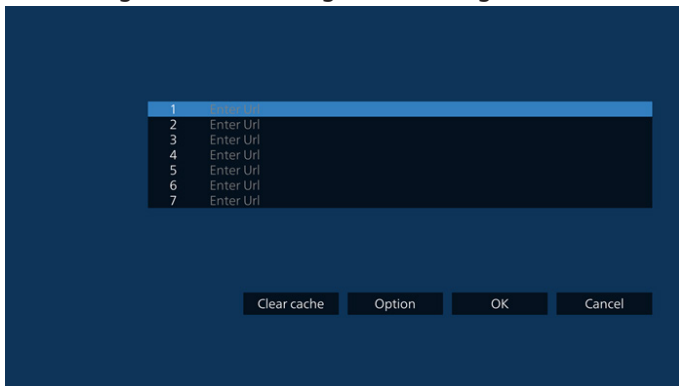 1 Enter Url
2 Enter Url
3 Enter Url
4 Enter Url
5 Enter Url
6 Enter Url
7 Enter Url
Clear cache Option OK Cancel